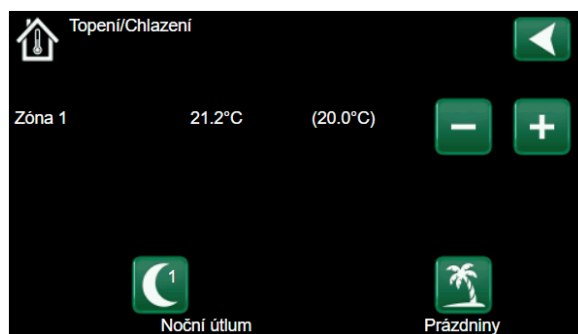 Topení/Chlazení
Zóna 1 21.2°C (20.0°C)
1
Noční útlum Prázdniny